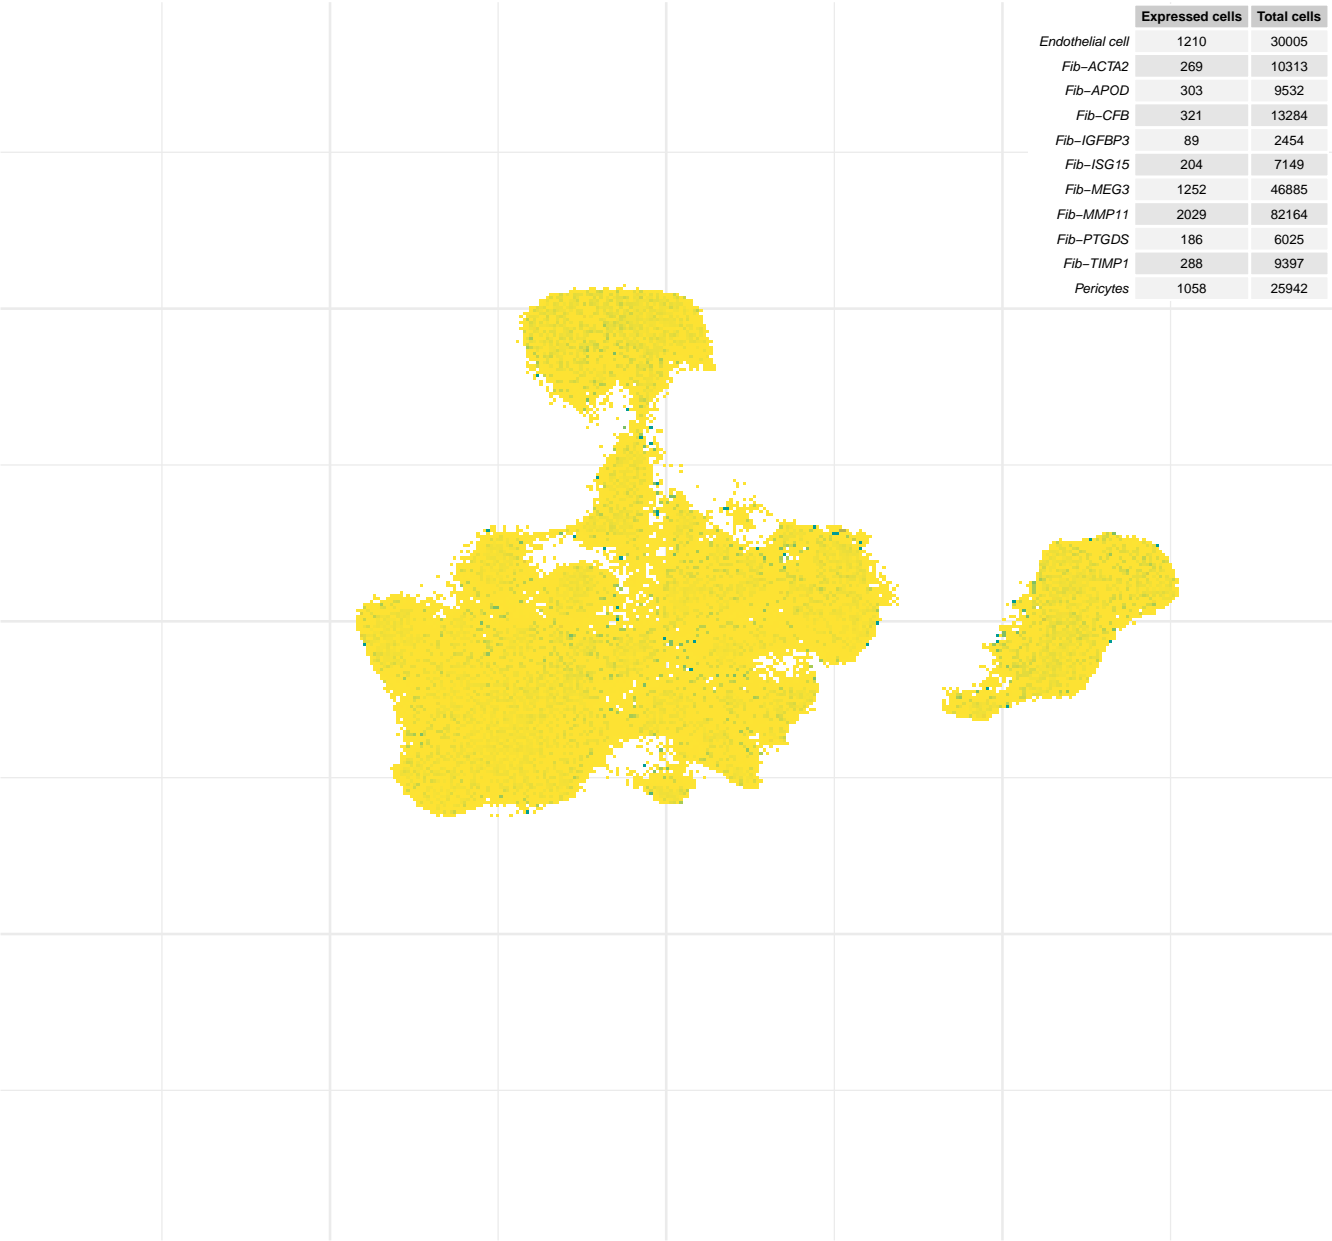 Expressed cells Total cells
Endothelial cell 1210 30005
Fib−ACTA2 269 10313
Fib−APOD 303 9532
Fib−CFB 321 13284
Fib−IGFBP3 89 2454
Fib−ISG15 204 7149
Fib−MEG3 1252 46885
Fib−MMP11 2029 82164
Fib−PTGDS 186 6025
Fib−TIMP1 288 9397
Pericytes 1058 25942